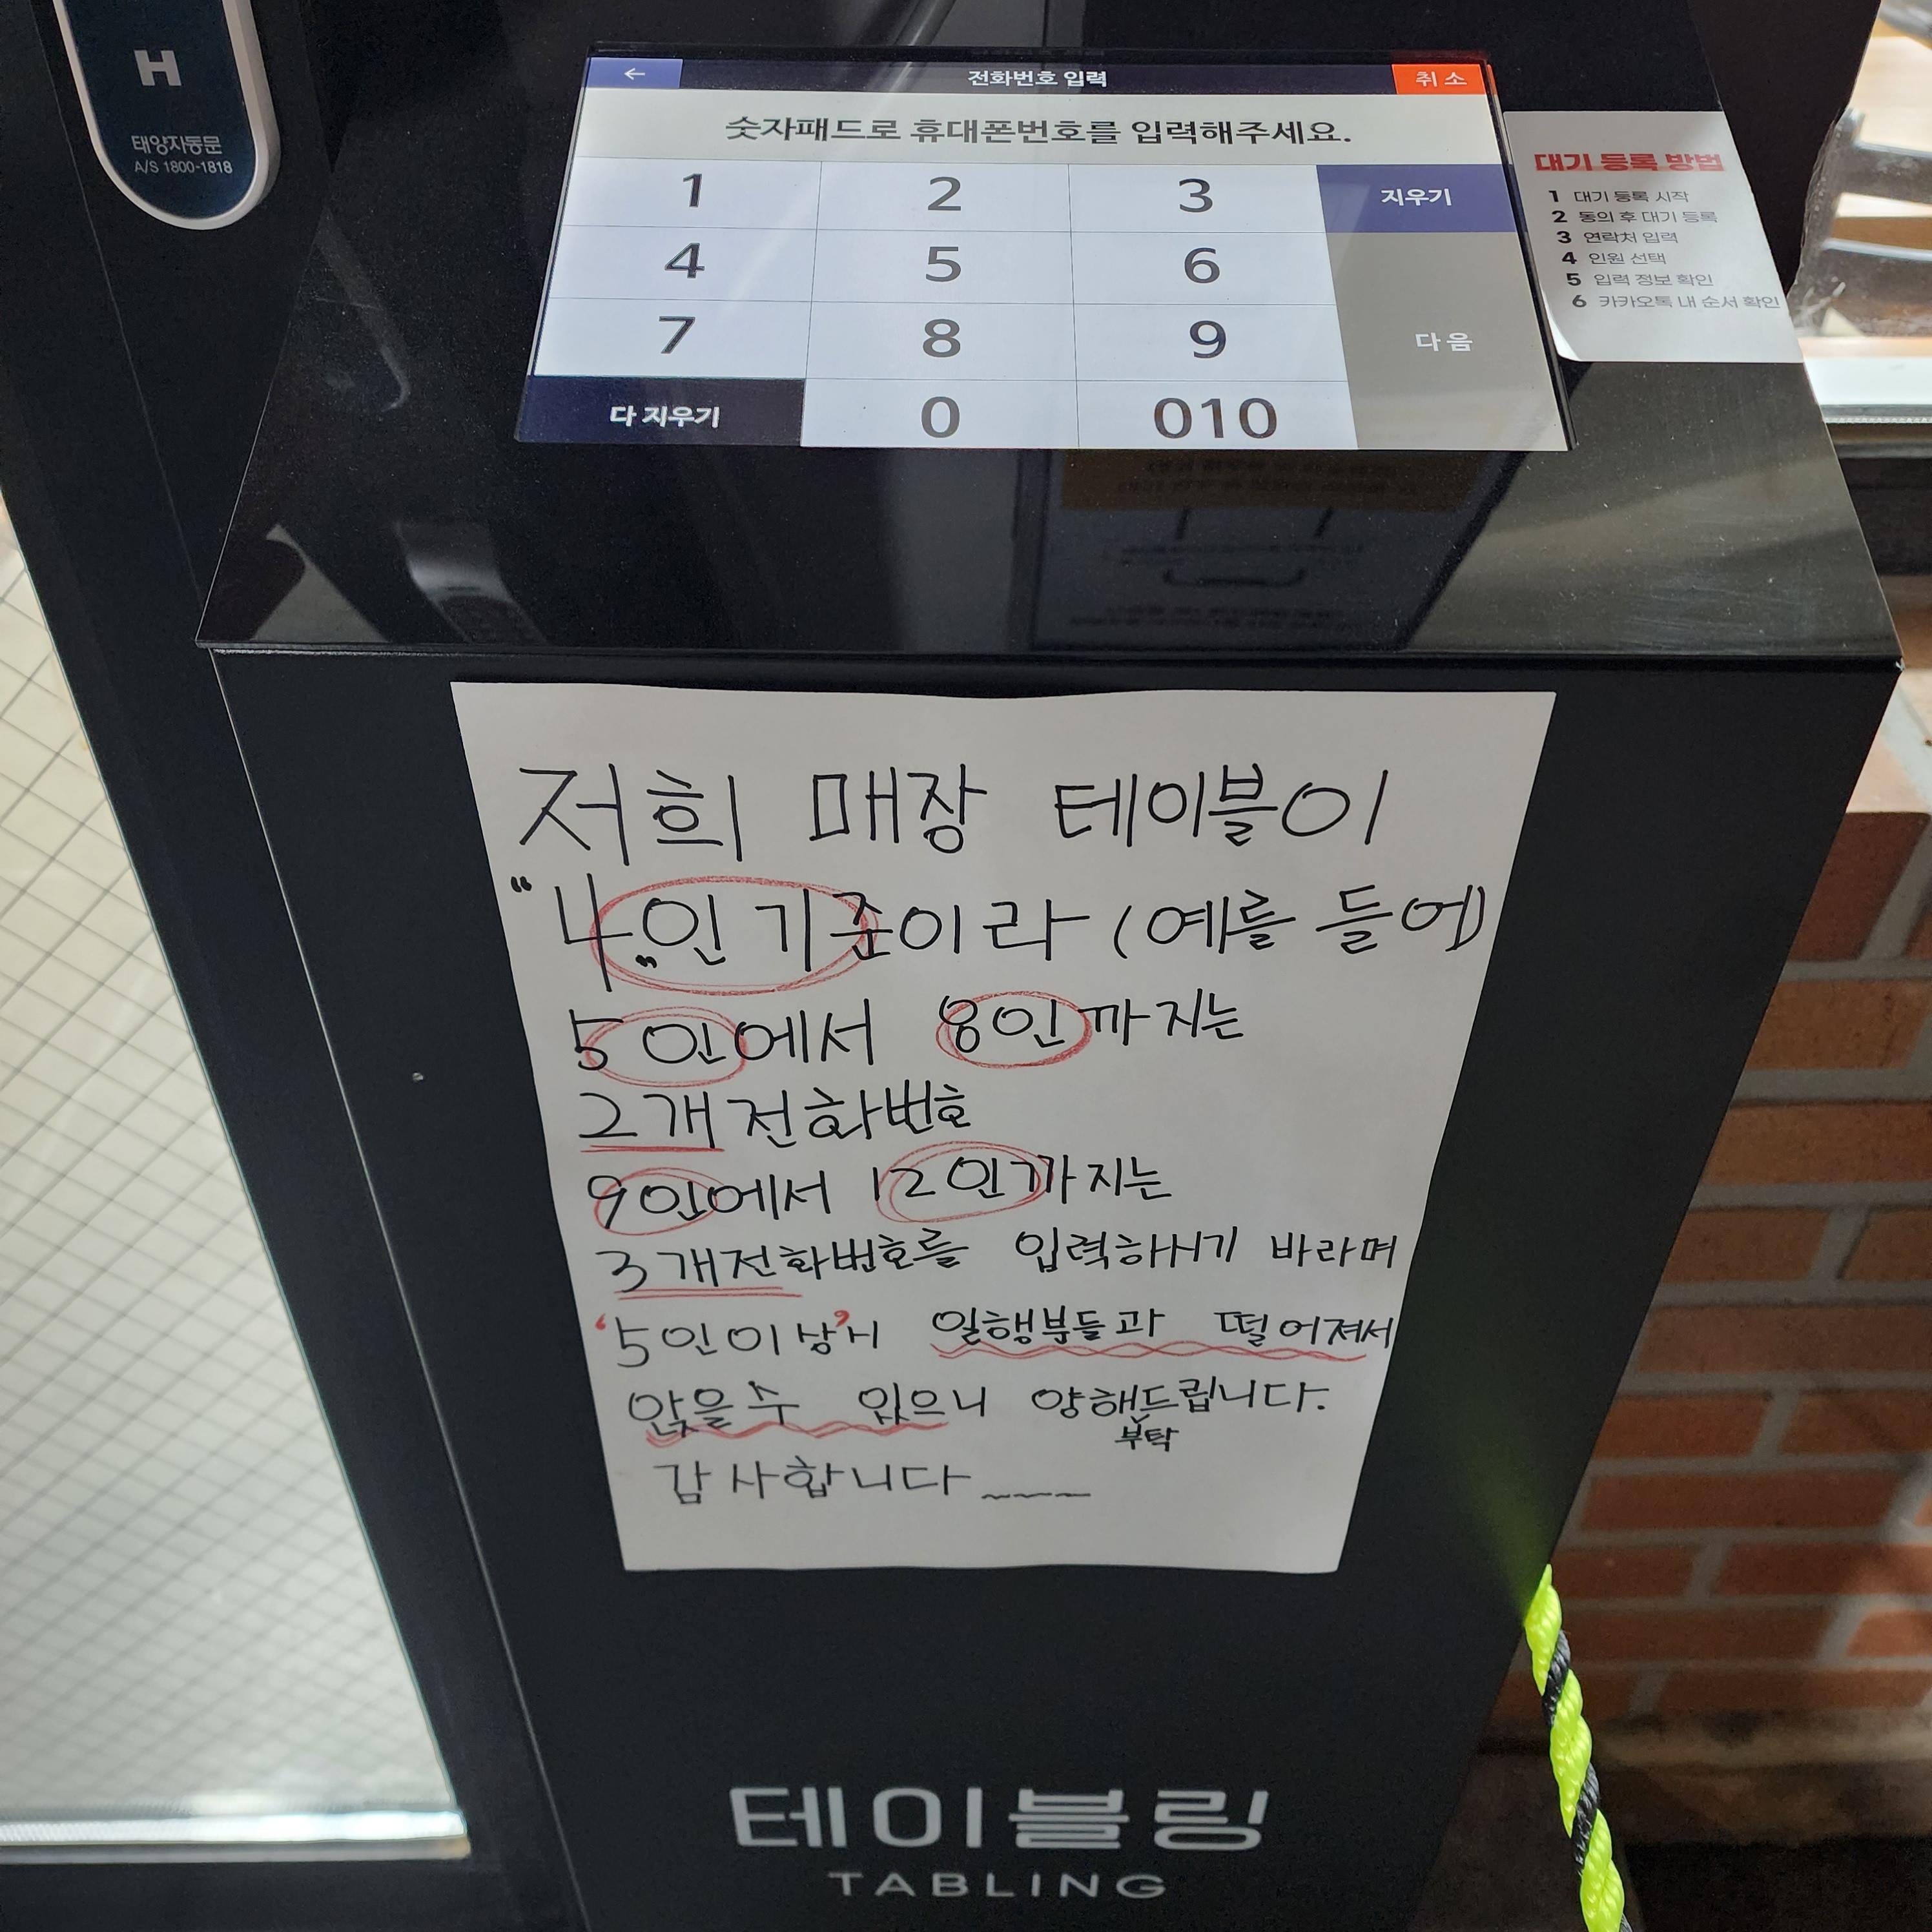 H
태양자동문
A/S 1800-1818
← 전화번호 입력 취소
숫자패드로 휴대폰번호를 입력해주세요.
1 2 3 지우기
4 5 6
7 8 9 다음
다 지우기 0 010
대기 등록 방법
1 대기 등록 시작
2 동의 후 대기 등록
3 연락처 입력
4 인원 선택
5 입력 정보 확인
6 카카오톡 내 순서 확인
저희 매장 테이블이
“4”인 기준이라 (예를 들어)
5인에서 8인까지는
2개 전화번호
9인에서 12인까지는
3개전화번호를 입력하시기 바라며
‘5인이상’시 일행분들과 떨어져서
앉을수 있으니 양해부탁드립니다.
감사합니다~~~
테이블링
TABLING